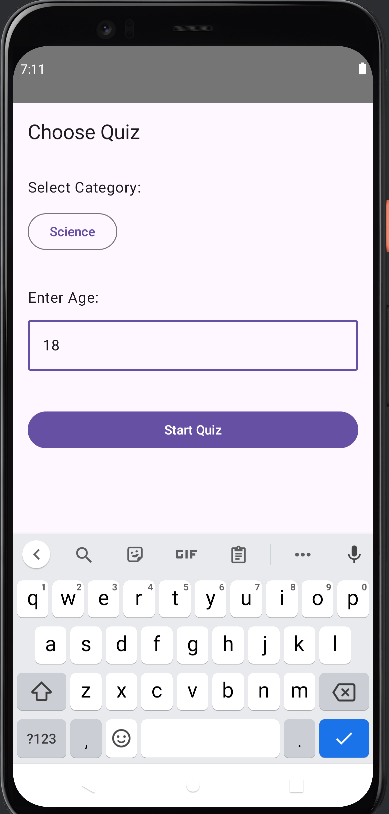 7:11
Choose Quiz
Select Category:
Science
Enter Age:
18
Start Quiz
GIF
1 2 3 4 5 6 7 8 9 0
q w e r t y u i o p
a s d f g h j k l
z x c v b n m
?123 , .